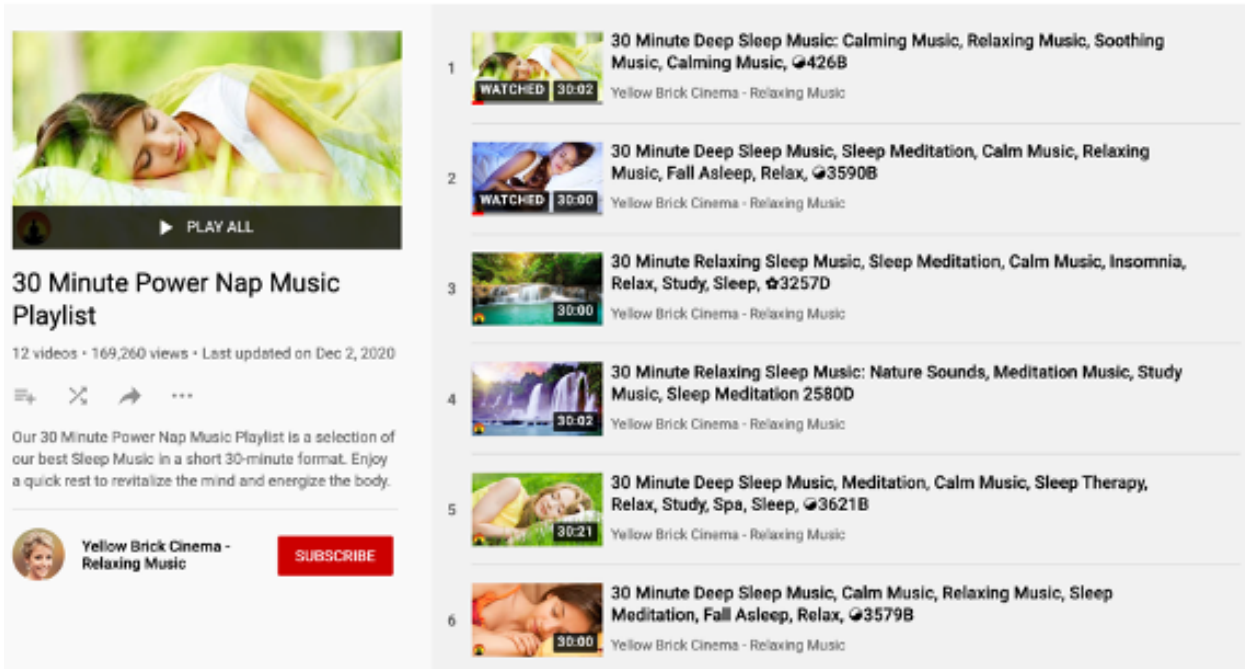 PLAY ALL
30 Minute Power Nap Music
Playlist
12 videos • 169,260 views • Last updated on Dec 2, 2020
Our 30 Minute Power Nap Music Playlist is a selection of
our best Sleep Music in a short 30-minute format. Enjoy
a quick rest to revitalize the mind and energize the body.
Yellow Brick Cinema -
Relaxing Music
SUBSCRIBE
1
WATCHED 30:02
30 Minute Deep Sleep Music: Calming Music, Relaxing Music, Soothing
Music, Calming Music, 426B
Yellow Brick Cinema - Relaxing Music
2
WATCHED 30:00
30 Minute Deep Sleep Music, Sleep Meditation, Calm Music, Relaxing
Music, Fall Asleep, Relax, 3590B
Yellow Brick Cinema - Relaxing Music
3
30:00
30 Minute Relaxing Sleep Music, Sleep Meditation, Calm Music, Insomnia,
Relax, Study, Sleep, ✿3257D
Yellow Brick Cinema - Relaxing Music
4
30:02
30 Minute Relaxing Sleep Music: Nature Sounds, Meditation Music, Study
Music, Sleep Meditation 2580D
Yellow Brick Cinema - Relaxing Music
5
30:21
30 Minute Deep Sleep Music, Meditation, Calm Music, Sleep Therapy,
Relax, Study, Spa, Sleep, 3621B
Yellow Brick Cinema - Relaxing Music
6
30:00
30 Minute Deep Sleep Music, Calm Music, Relaxing Music, Sleep
Meditation, Fall Asleep, Relax, 3579B
Yellow Brick Cinema - Relaxing Music